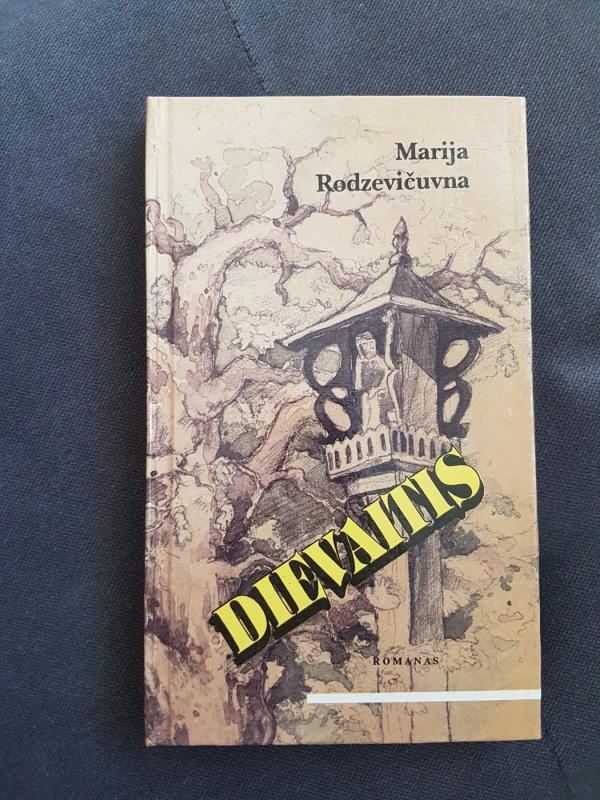 Marija
Rodzevičuvna
DIEVAITIS
ROMANAS